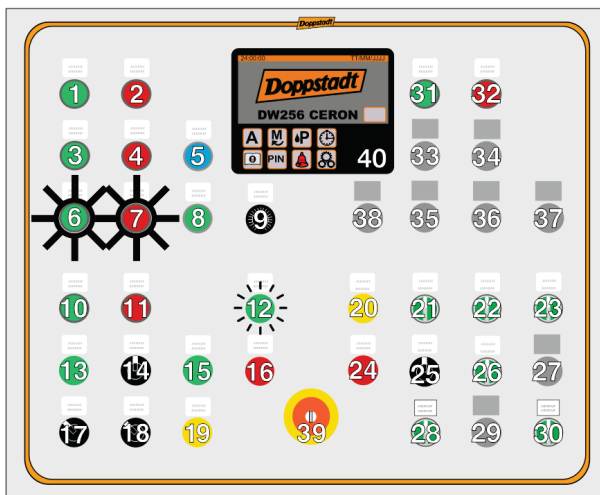 Doppstadt
24:00:00 TT/MM/JJJJ
Doppstadt
DW256 CERON
A M P
PIN 40
1 2 31 32
3 4 5 33 34
6 7 8 9 38 35 36 37
10 11 12 20 21 22 23
13 14 15 16 24 25 26 27
17 18 19 39 28 29 30